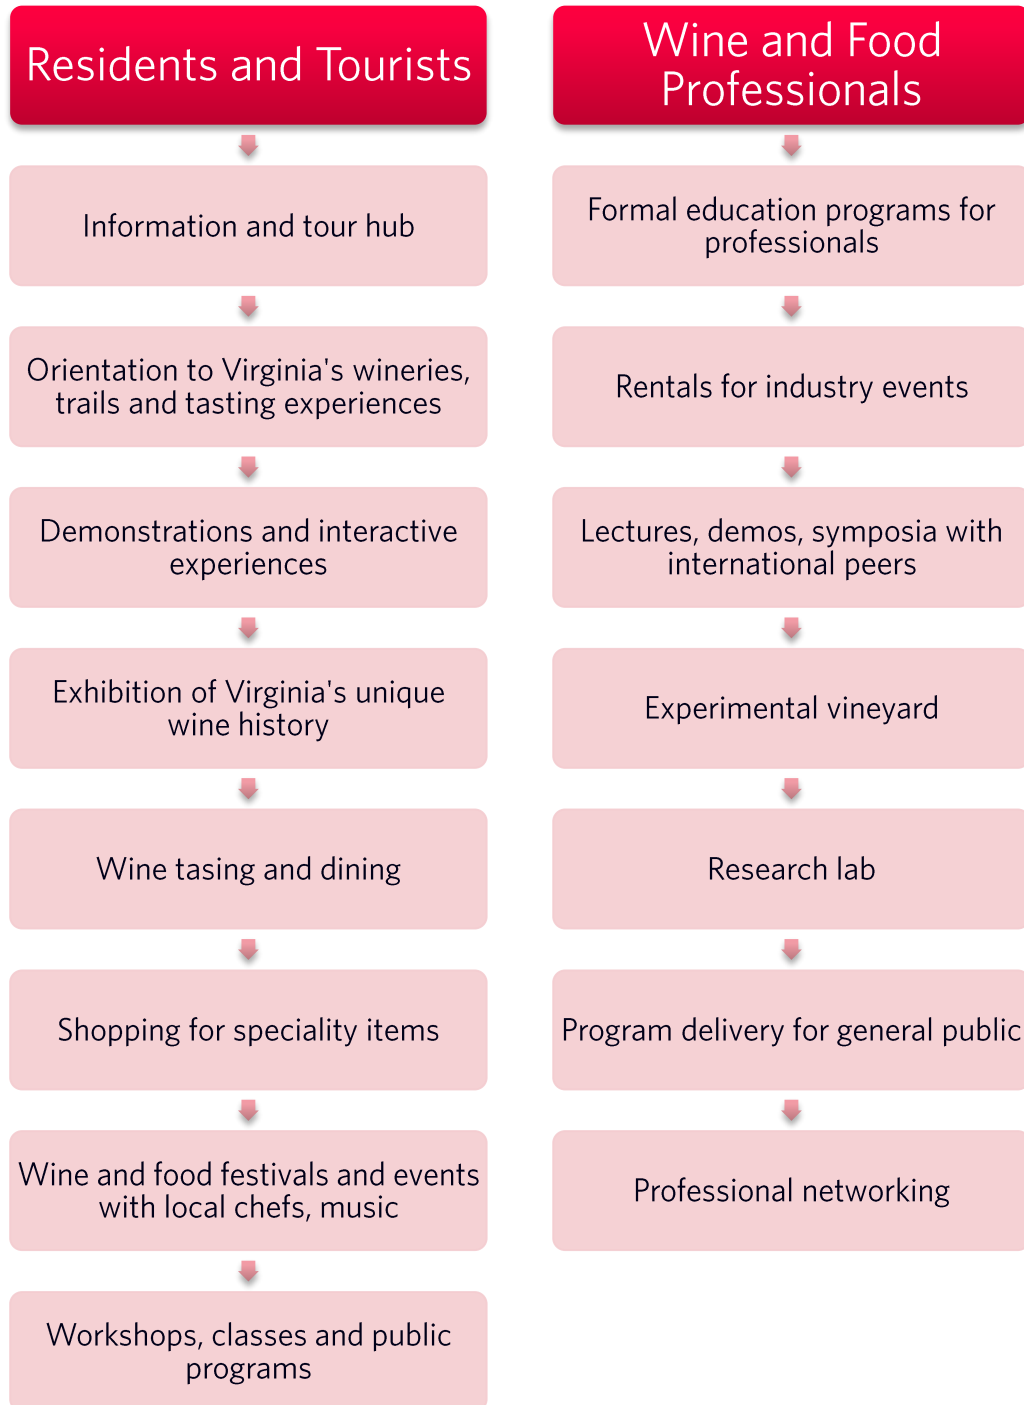 Residents and Tourists
Information and tour hub
Orientation to Virginia's wineries,
trails and tasting experiences
Demonstrations and interactive
experiences
Exhibition of Virginia's unique
wine history
Wine tasing and dining
Shopping for speciality items
Wine and food festivals and events
with local chefs, music
Workshops, classes and public
programs
Wine and Food
Professionals
Formal education programs for
professionals
Rentals for industry events
Lectures, demos, symposia with
international peers
Experimental vineyard
Research lab
Program delivery for general public
Professional networking